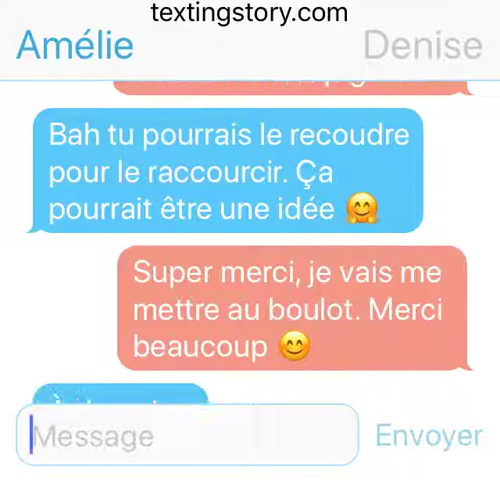 textingstory.com
Amélie Denise
Bah tu pourrais le recoudre
pour le raccourcir. Ça
pourrait être une idée 🤗
Super merci, je vais me
mettre au boulot. Merci
beaucoup 😊
Message Envoyer